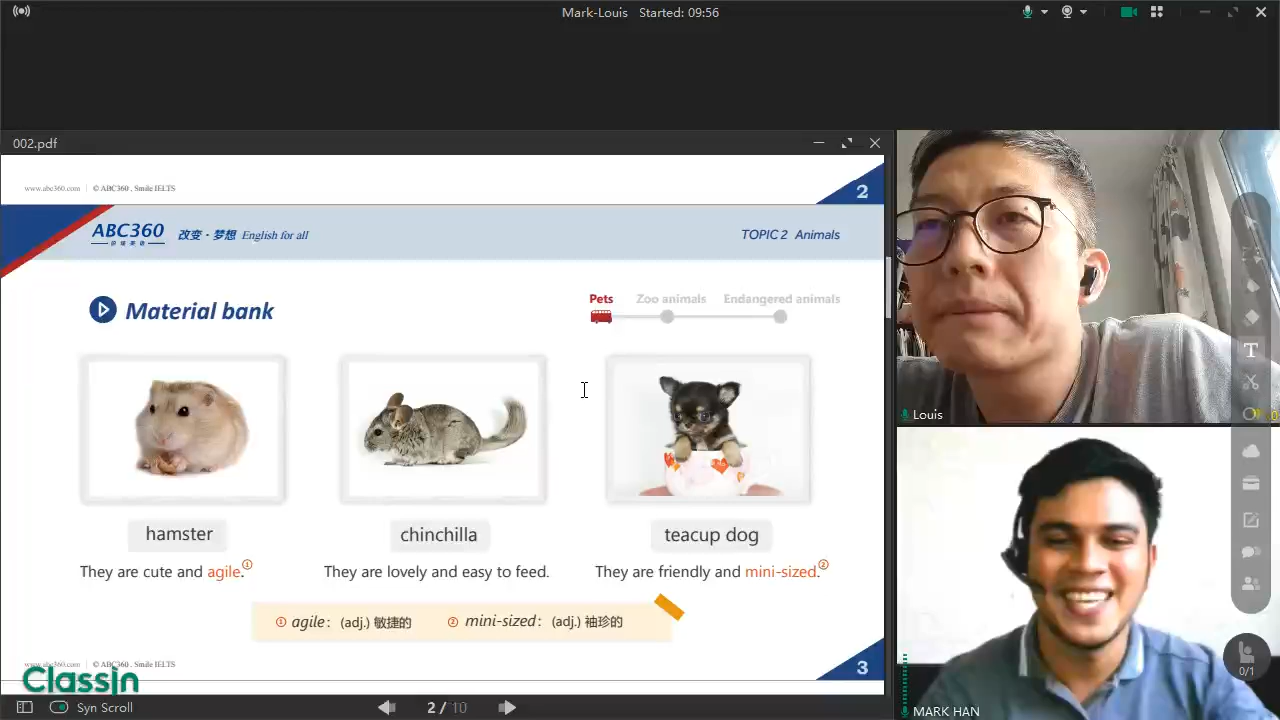 Mark-Louis Started: 09:56
002.pdf
www.abc360.com | © ABC360 . Smile IELTS
2
ABC360
改变·梦想 English for all
TOPIC 2 Animals
Material bank
Pets
Zoo animals
Endangered animals
hamster
chinchilla
teacup dog
They are cute and agile.①
They are lovely and easy to feed.
They are friendly and mini-sized.②
① agile: (adj.) 敏捷的
② mini-sized: (adj.) 袖珍的
www.abc360.com | © ABC360 . Smile IELTS
3
ClassIn
Syn Scroll
2 / 10
Louis
T
0/1
MARK HAN